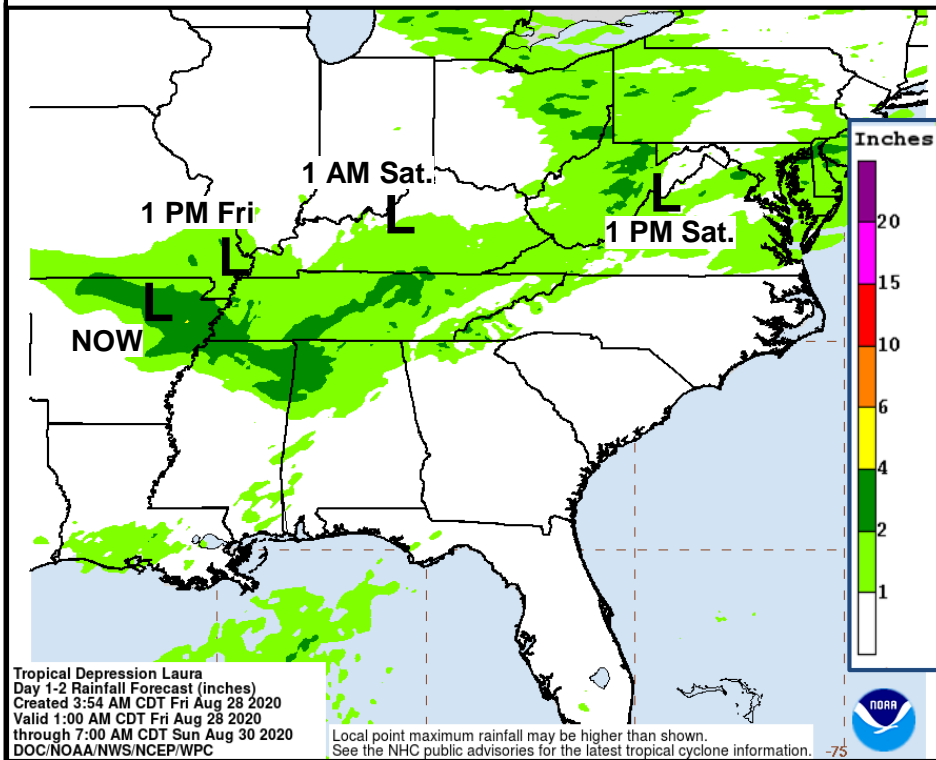 Inches
1 AM Sat.
1 PM Fri
L
L
1 PM Sat.
L
L
NOW
20
15
10
6
4
2
1
Tropical Depression Laura
Day 1-2 Rainfall Forecast (inches)
Created 3:54 AM CDT Fri Aug 28 2020
Valid 1:00 AM CDT Fri Aug 28 2020
through 7:00 AM CDT Sun Aug 30 2020
DOC/NOAA/NWS/NCEP/WPC
Local point maximum rainfall may be higher than shown.
See the NHC public advisories for the latest tropical cyclone information.
-75
NOAA